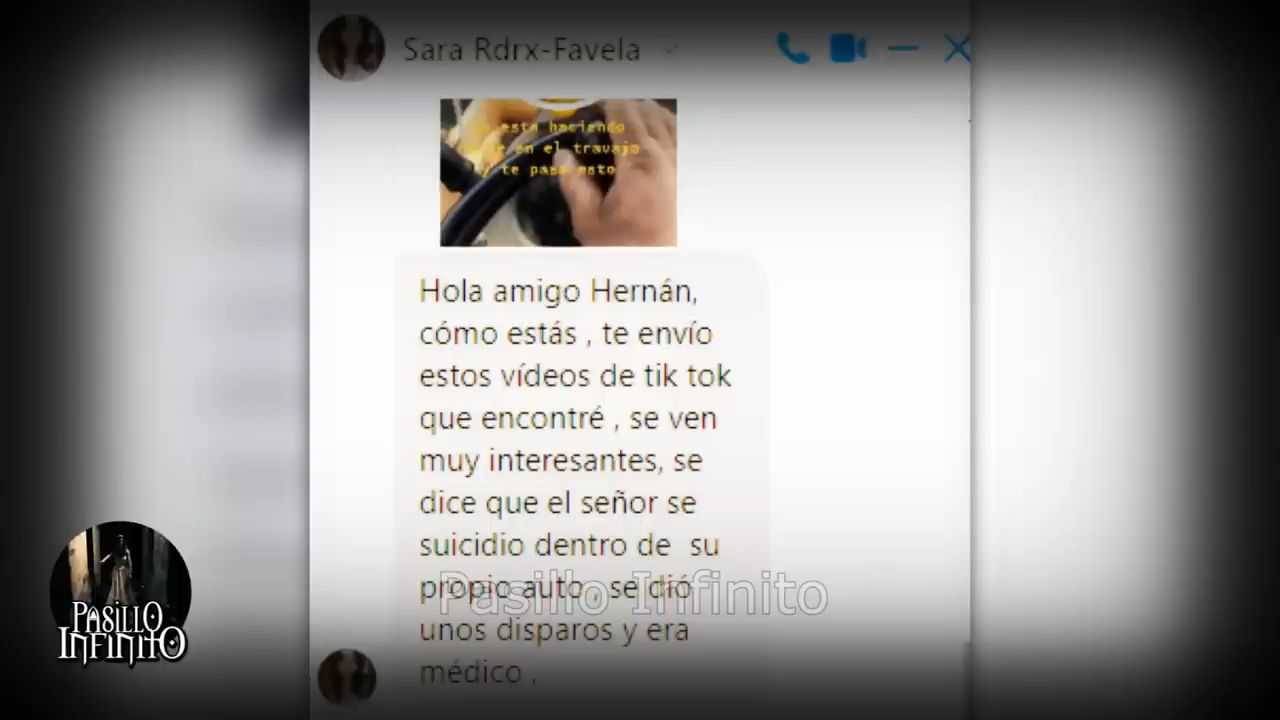 Sara Rdrx-Favela
esta haciendo
en el travajo
y te pasa esto
Hola amigo Hernán,
cómo estás , te envío
estos vídeos de tik tok
que encontré , se ven
muy interesantes, se
dice que el señor se
suicidio dentro de su
propio auto , se dió
Pasillo Infinito
unos disparos y era
médico ,
PASILLO
INFINITO